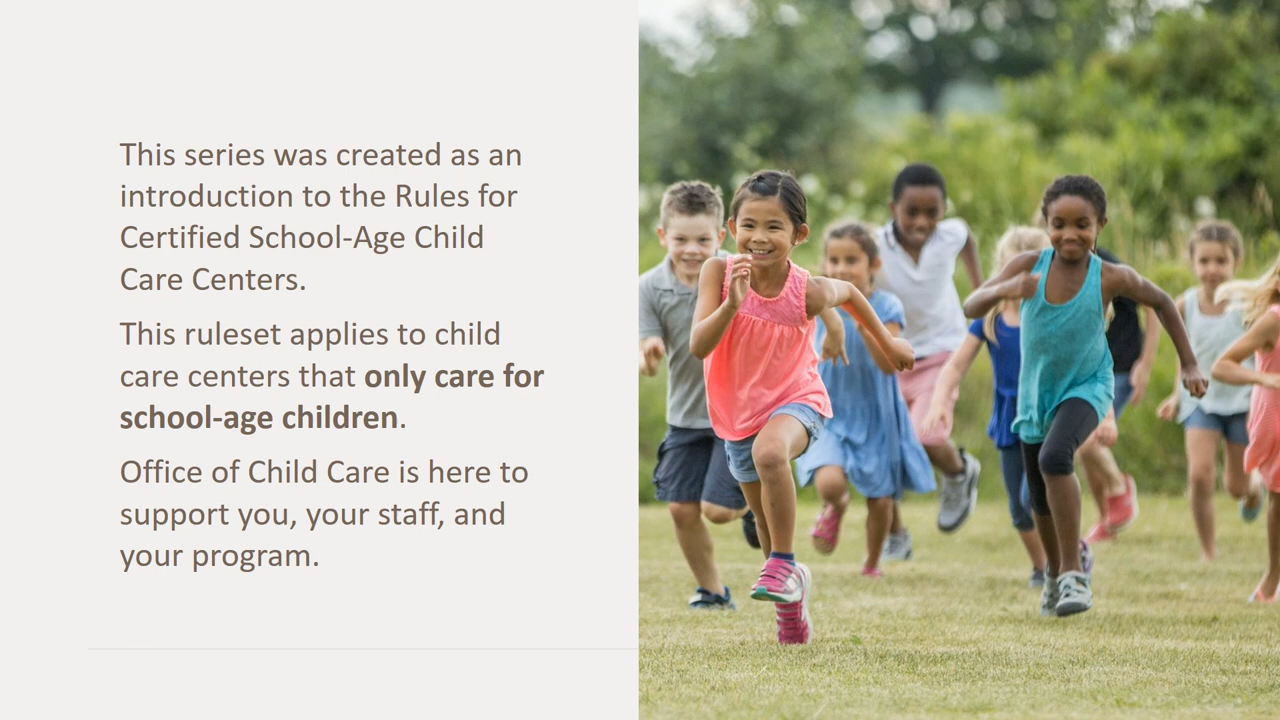 This series was created as an
introduction to the Rules for
Certified School-Age Child
Care Centers.
This ruleset applies to child
care centers that only care for
school-age children.
Office of Child Care is here to
support you, your staff, and
your program.